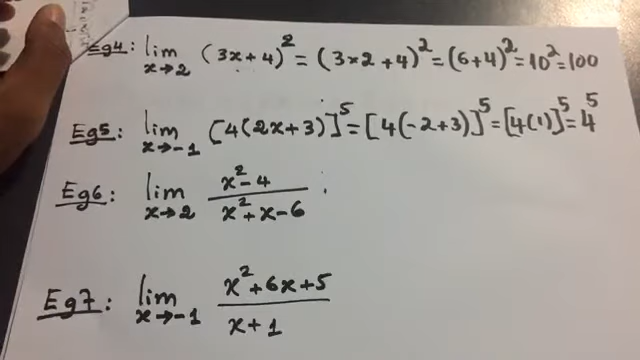 Eg4: lim x→2 (3x+4)² = (3×2+4)² = (6+4)² = 10² = 100
Eg5: lim x→-1 [4(2x+3)]⁵ = [4(-2+3)]⁵ = [4(1)]⁵ = 4⁵
Eg6: lim x→2 x²-4 / x²+x-6
Eg7: lim x→-1 x²+6x+5 / x+1